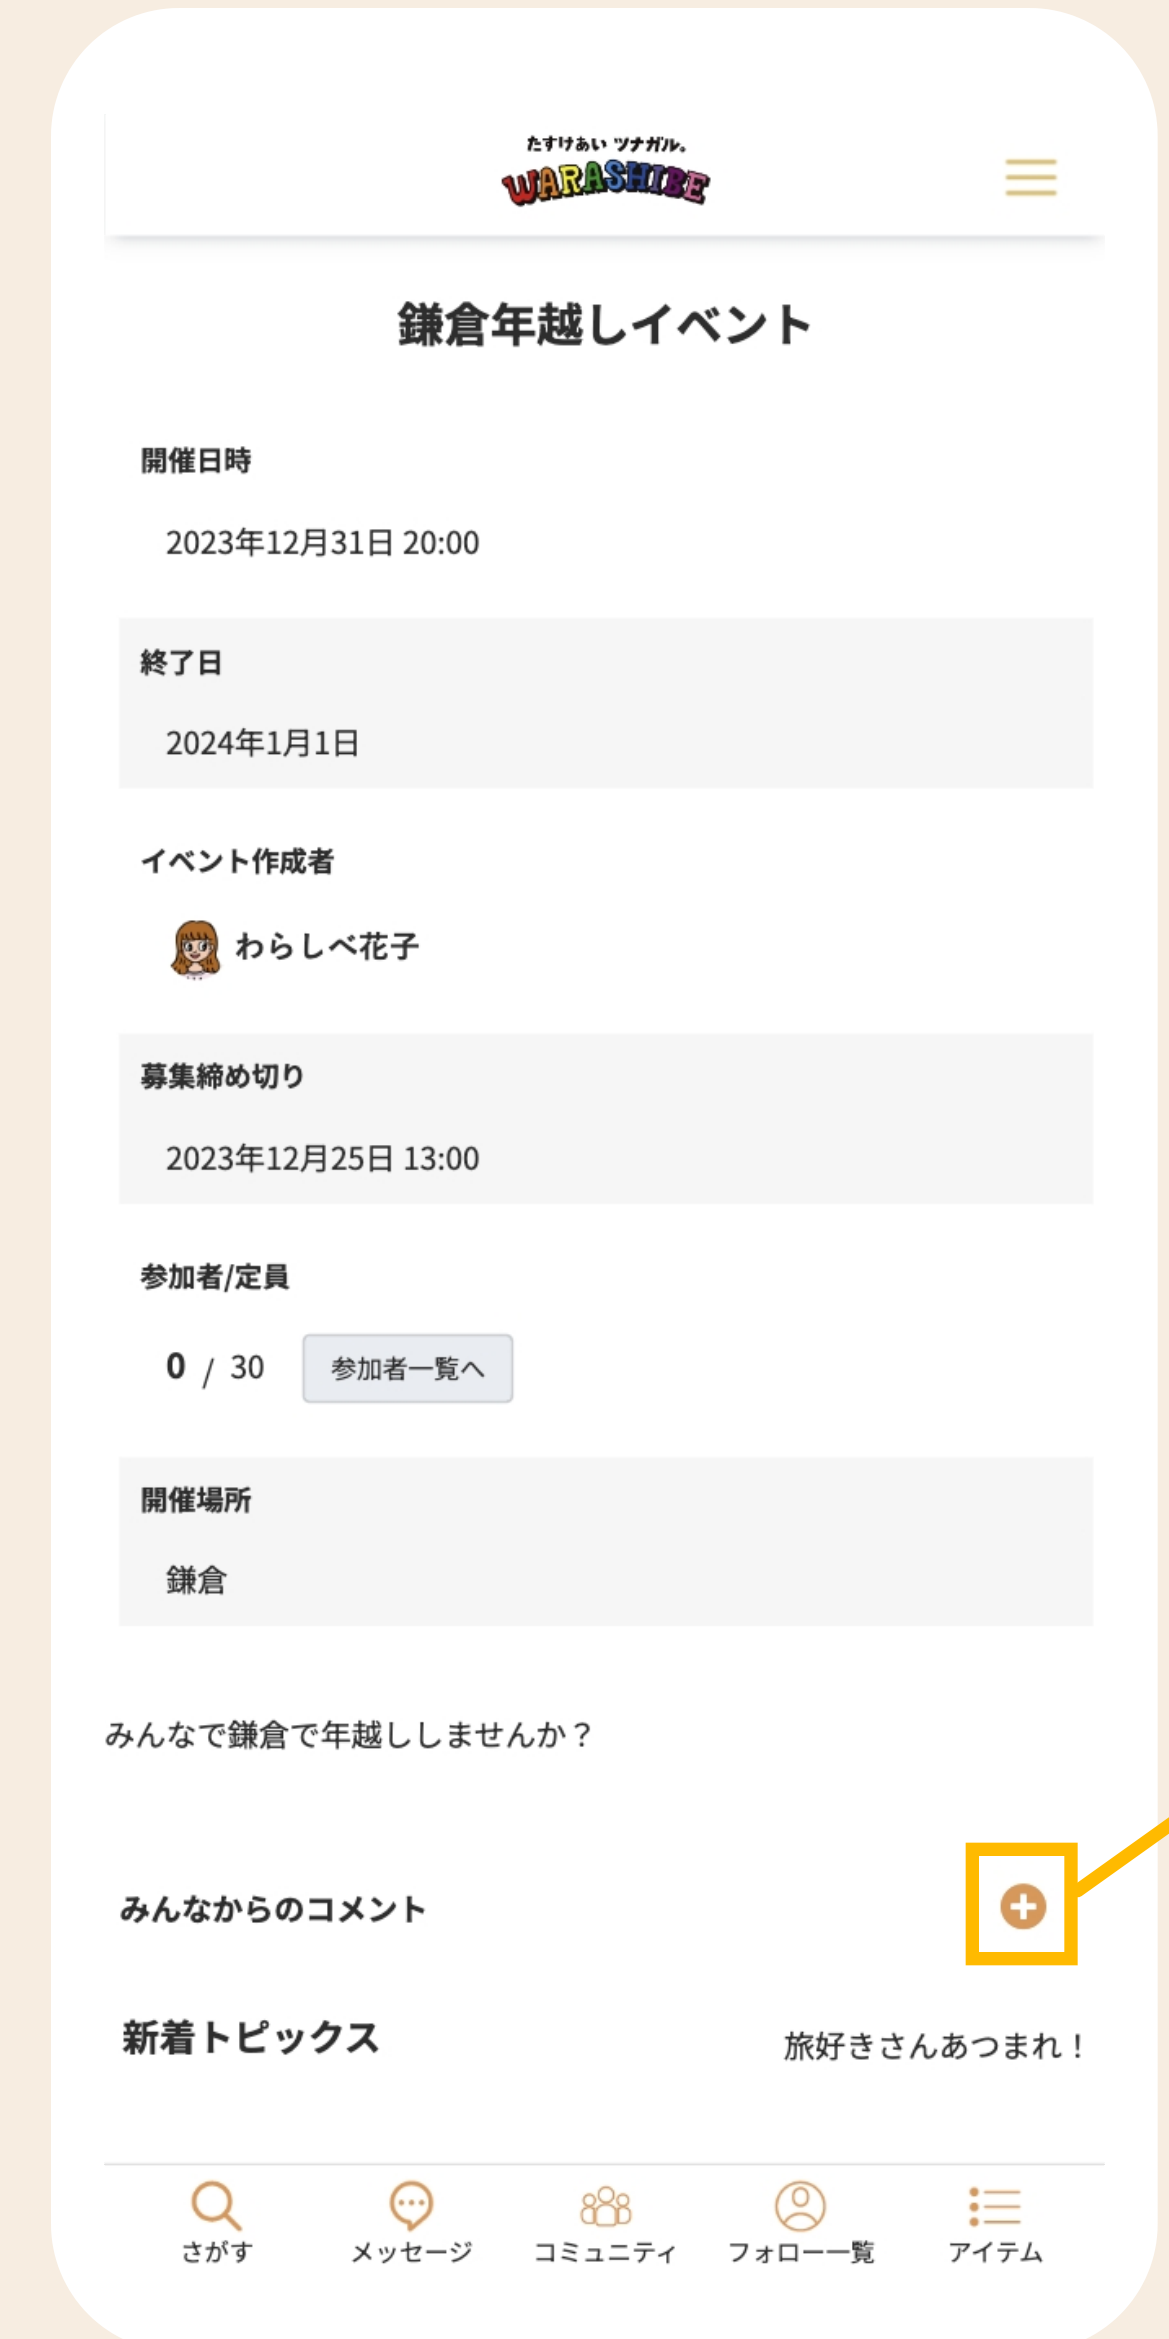 たすけあい ツナガル。
WARASHIBE
鎌倉年越しイベント
開催日時
2023年12月31日 20:00
終了日
2024年1月1日
イベント作成者
わらしべ花子
募集締め切り
2023年12月25日 13:00
参加者/定員
0 / 30 参加者一覧へ
開催場所
鎌倉
みんなで鎌倉で年越ししませんか？
みんなからのコメント
新着トピックス 旅好きさんあつまれ！
さがす メッセージ コミュニティ フォロー一覧 アイテム